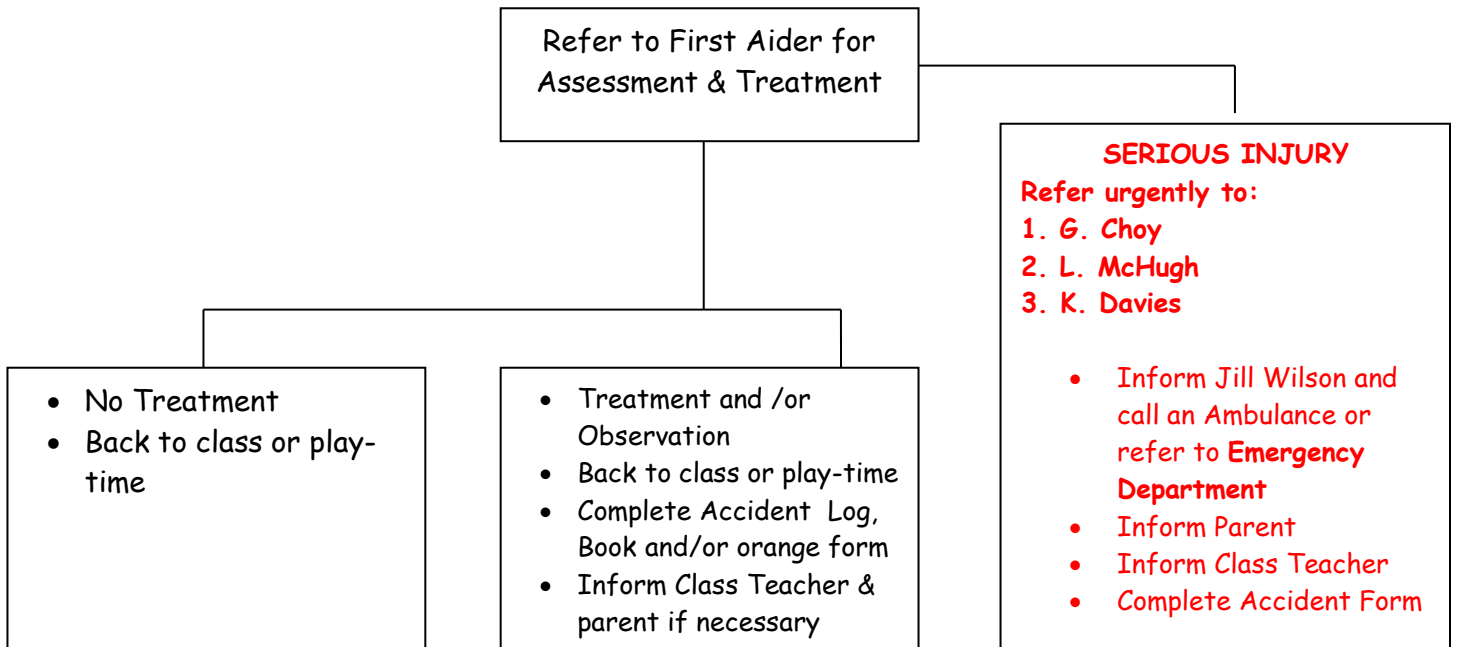 Refer to First Aider for
Assessment & Treatment
SERIOUS INJURY
Refer urgently to:
1. G. Choy
2. L. McHugh
3. K. Davies
• Inform Jill Wilson and
call an Ambulance or
refer to Emergency
Department
• Inform Parent
• Inform Class Teacher
• Complete Accident Form
• No Treatment
• Back to class or play-
time
• Treatment and /or
Observation
• Back to class or play-time
• Complete Accident Log,
Book and/or orange form
• Inform Class Teacher &
parent if necessary